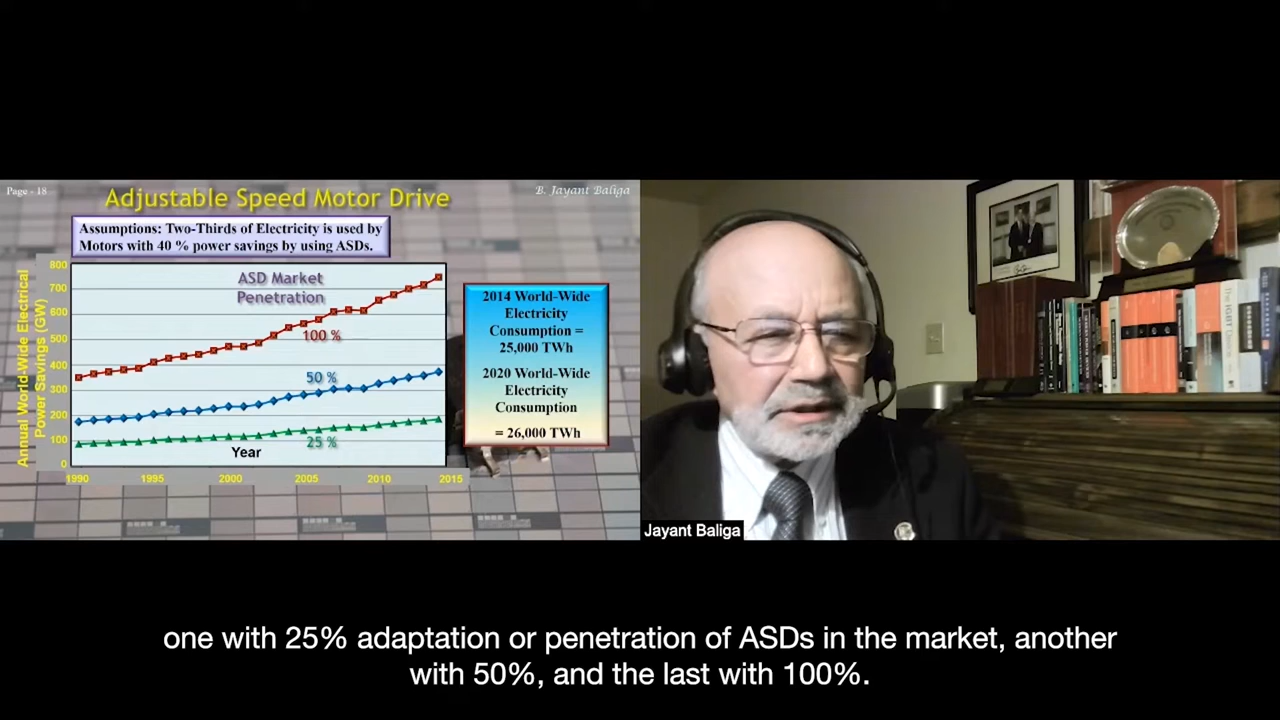 Page - 18
Adjustable Speed Motor Drive
B. Jayant Baliga
Assumptions: Two-Thirds of Electricity is used by
Motors with 40 % power savings by using ASDs.
Annual World-Wide Electrical
Power Savings (GW)
800
700
600
500
400
300
200
100
0
ASD Market
Penetration
100 %
50 %
25 %
Year
1990
1995
2000
2005
2010
2015
2014 World-Wide
Electricity
Consumption =
25,000 TWh
2020 World-Wide
Electricity
Consumption
= 26,000 TWh
The IGBT Device
Jayant Baliga
one with 25% adaptation or penetration of ASDs in the market, another
with 50%, and the last with 100%.